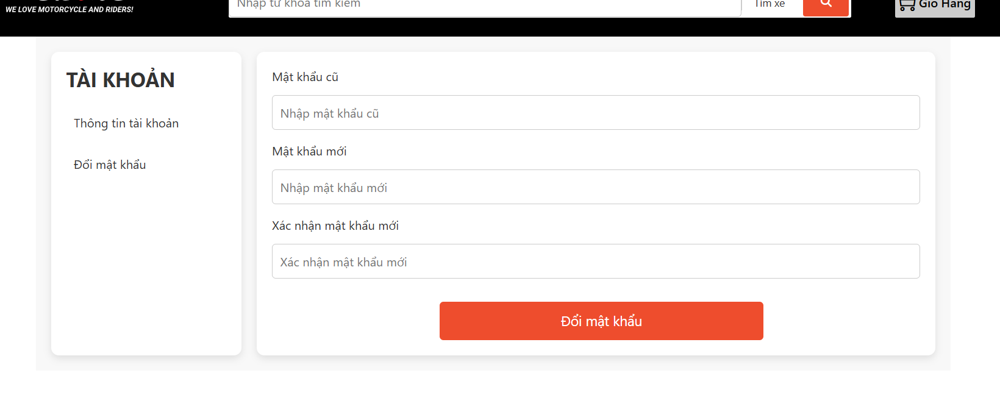 WE LOVE MOTORCYCLE AND RIDERS!
Nhập từ khóa tìm kiếm
Tìm xe
Giỏ Hàng
TÀI KHOẢN
Thông tin tài khoản
Đổi mật khẩu
Mật khẩu cũ
Nhập mật khẩu cũ
Mật khẩu mới
Nhập mật khẩu mới
Xác nhận mật khẩu mới
Xác nhận mật khẩu mới
Đổi mật khẩu